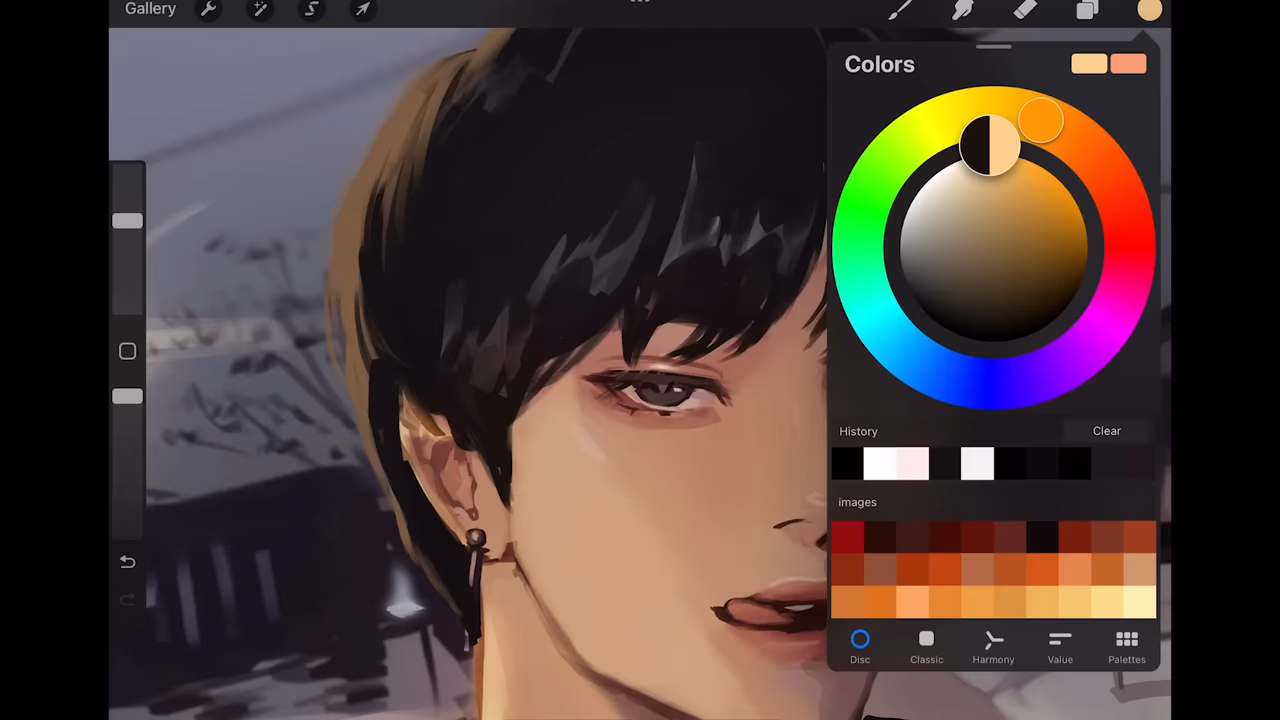 Gallery
Colors
History
Clear
images
Disc
Classic
Harmony
Value
Palettes